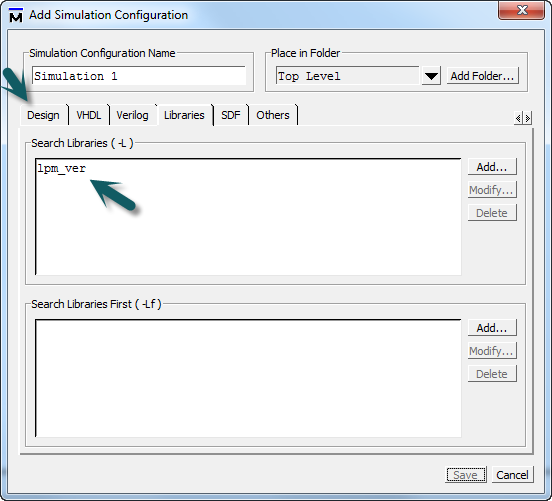 Add Simulation Configuration
Simulation Configuration Name
Simulation 1
Place in Folder
Top Level
Add Folder...
Design
VHDL
Verilog
Libraries
SDF
Others
Search Libraries ( -L )
lpm_ver
Add...
Modify...
Delete
Search Libraries First ( -Lf )
Add...
Modify...
Delete
Save
Cancel